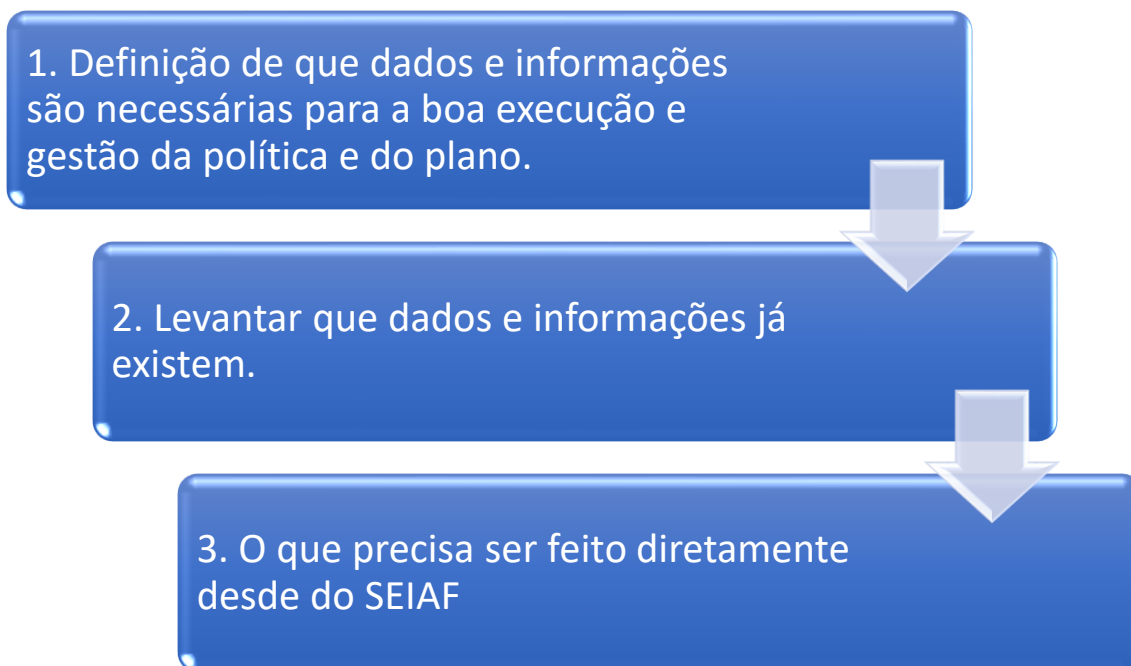 1. Definição de que dados e informações
são necessárias para a boa execução e
gestão da política e do plano.
2. Levantar que dados e informações já
existem.
3. O que precisa ser feito diretamente
desde do SEIAF